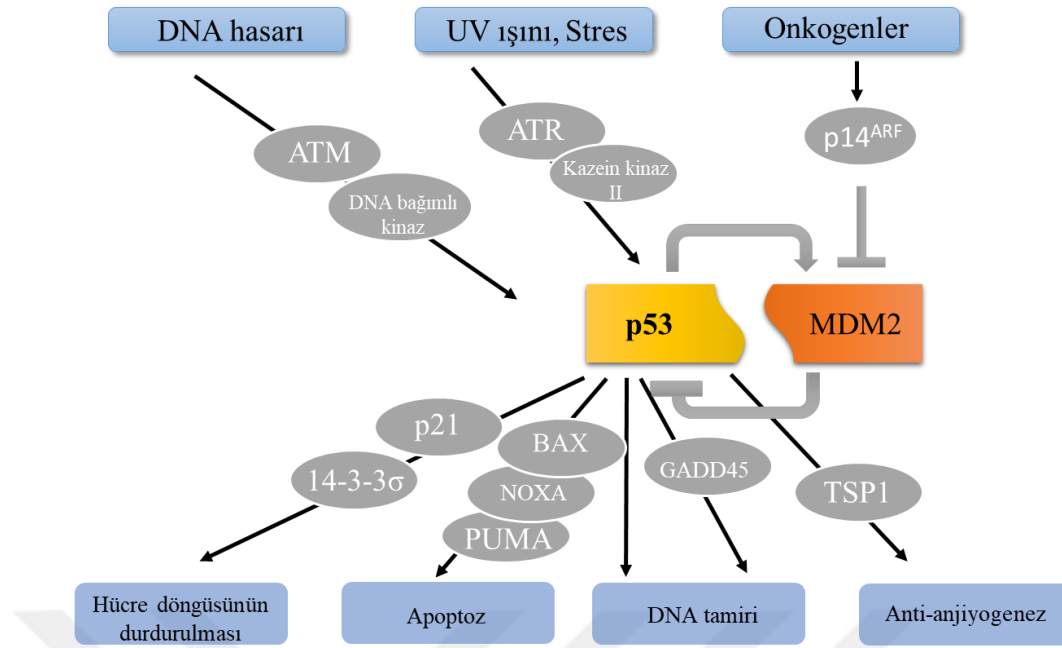 DNA hasarı
UV ışını, Stres
Onkogenler
ATM
DNA bağımlı
kinaz
ATR
Kazein kinaz
II
p14ARF
p53
MDM2
p21
14-3-3σ
BAX
NOXA
PUMA
GADD45
TSP1
Hücre döngüsünün
durdurulması
Apoptoz
DNA tamiri
Anti-anjiyogenez